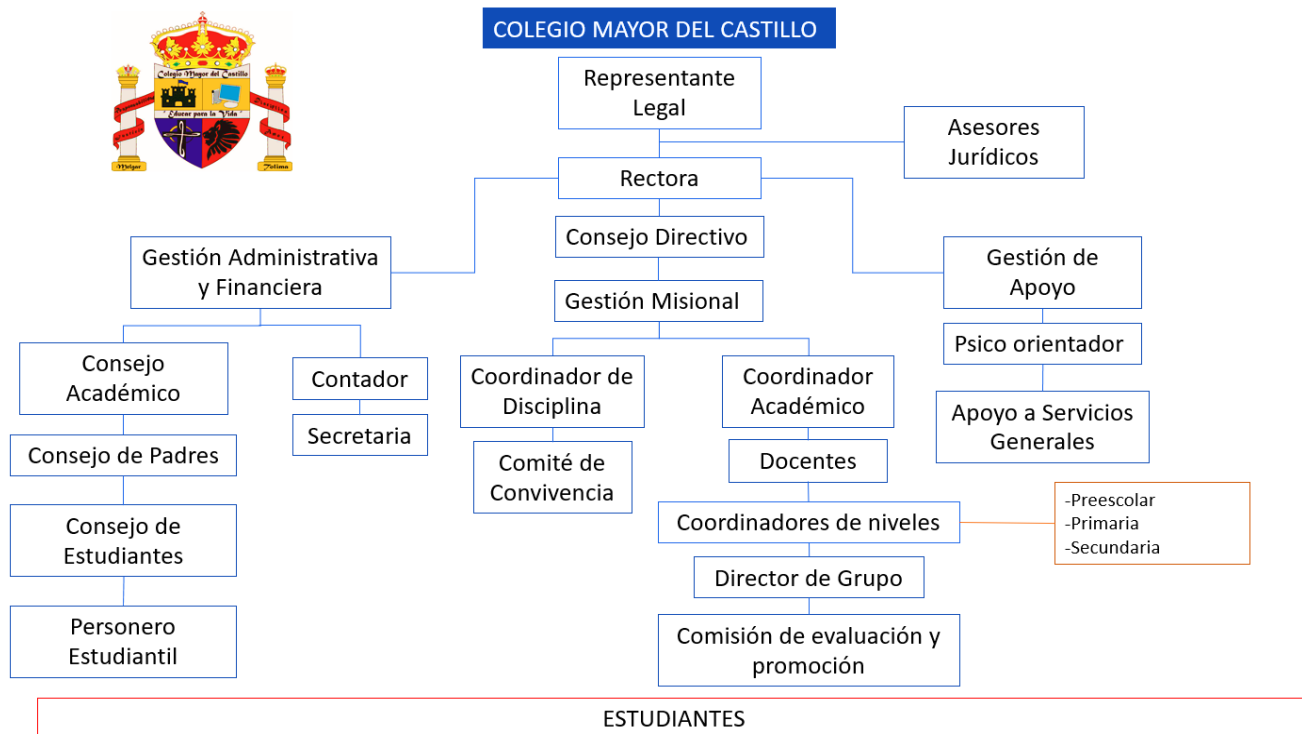 COLEGIO MAYOR DEL CASTILLO
Colegio Mayor del Castillo
"Educar para la Vida"
Melgar
Tolima
Representante
Legal
Asesores
Jurídicos
Rectora
Consejo Directivo
Gestión Administrativa
y Financiera
Gestión de
Apoyo
Gestión Misional
Psico orientador
Consejo
Académico
Contador
Coordinador de
Disciplina
Coordinador
Académico
Apoyo a Servicios
Generales
Secretaria
Consejo de Padres
Comité de
Convivencia
Docentes
Consejo de
Estudiantes
Coordinadores de niveles
-Preescolar
-Primaria
-Secundaria
Director de Grupo
Personero
Estudiantil
Comisión de evaluación y
promoción
ESTUDIANTES